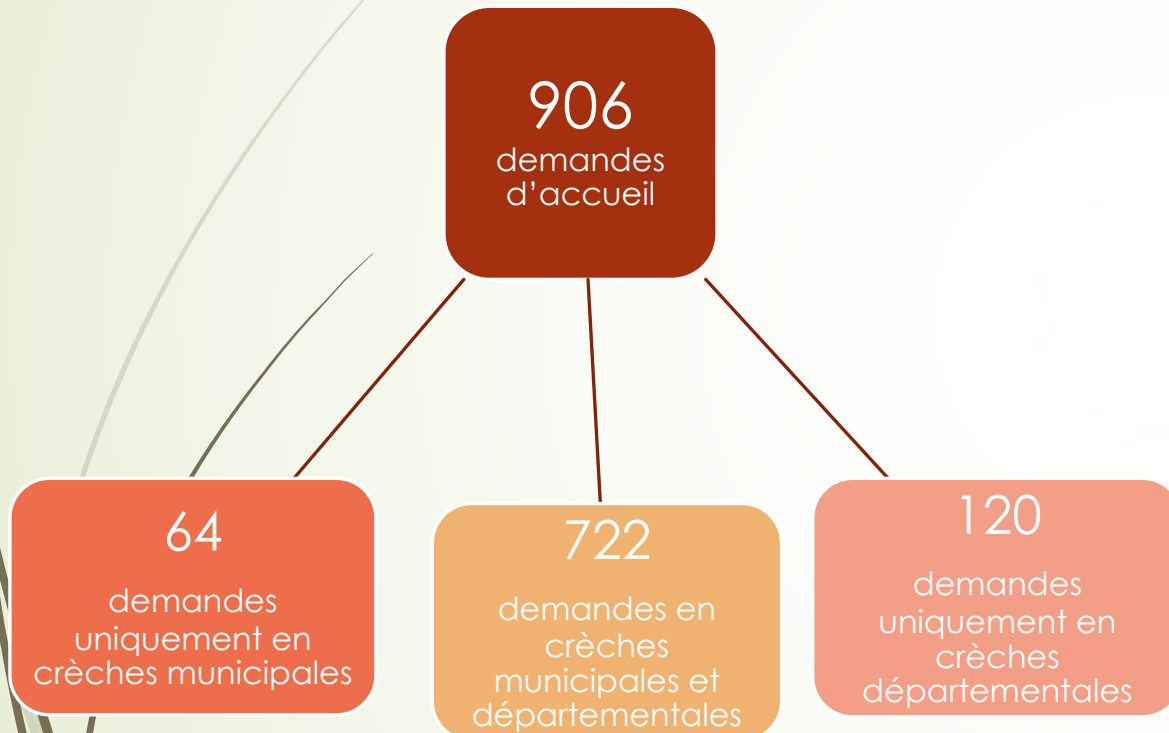 906
demandes
d’accueil
64
demandes
uniquement en
crèches municipales
722
demandes en
crèches
municipales et
départementales
120
demandes
uniquement en
crèches
départementales